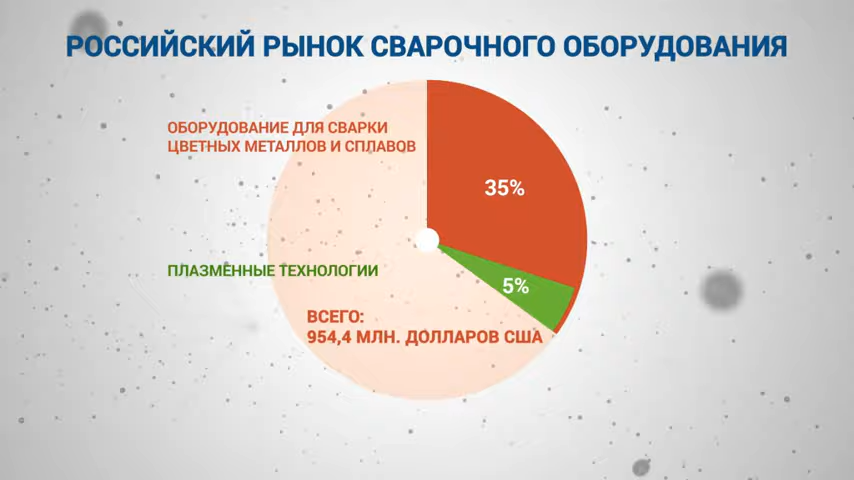 РОССИЙСКИЙ РЫНОК СВАРОЧНОГО ОБОРУДОВАНИЯ
ОБОРУДОВАНИЕ ДЛЯ СВАРКИ
ЦВЕТНЫХ МЕТАЛЛОВ И СПЛАВОВ
35%
ПЛАЗМЕННЫЕ ТЕХНОЛОГИИ
5%
ВСЕГО:
954,4 МЛН. ДОЛЛАРОВ США